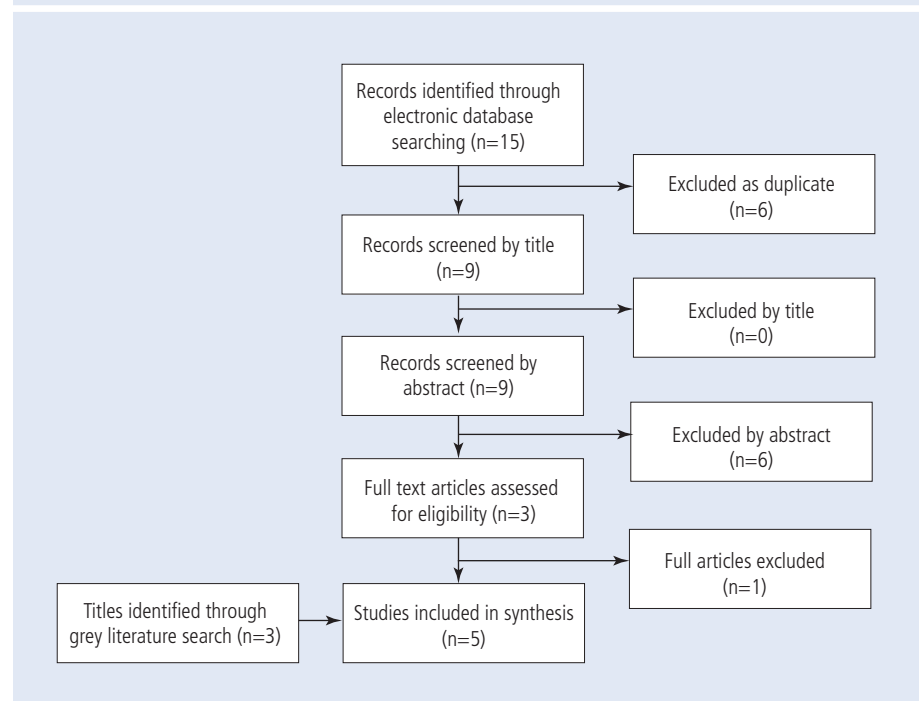 Records identified through
electronic database
searching (n=15)
Excluded as duplicate
(n=6)
Records screened by title
(n=9)
Excluded by title
(n=0)
Records screened by
abstract (n=9)
Excluded by abstract
(n=6)
Full text articles assessed
for eligibility (n=3)
Full articles excluded
(n=1)
Titles identified through
grey literature search (n=3)
Studies included in synthesis
(n=5)